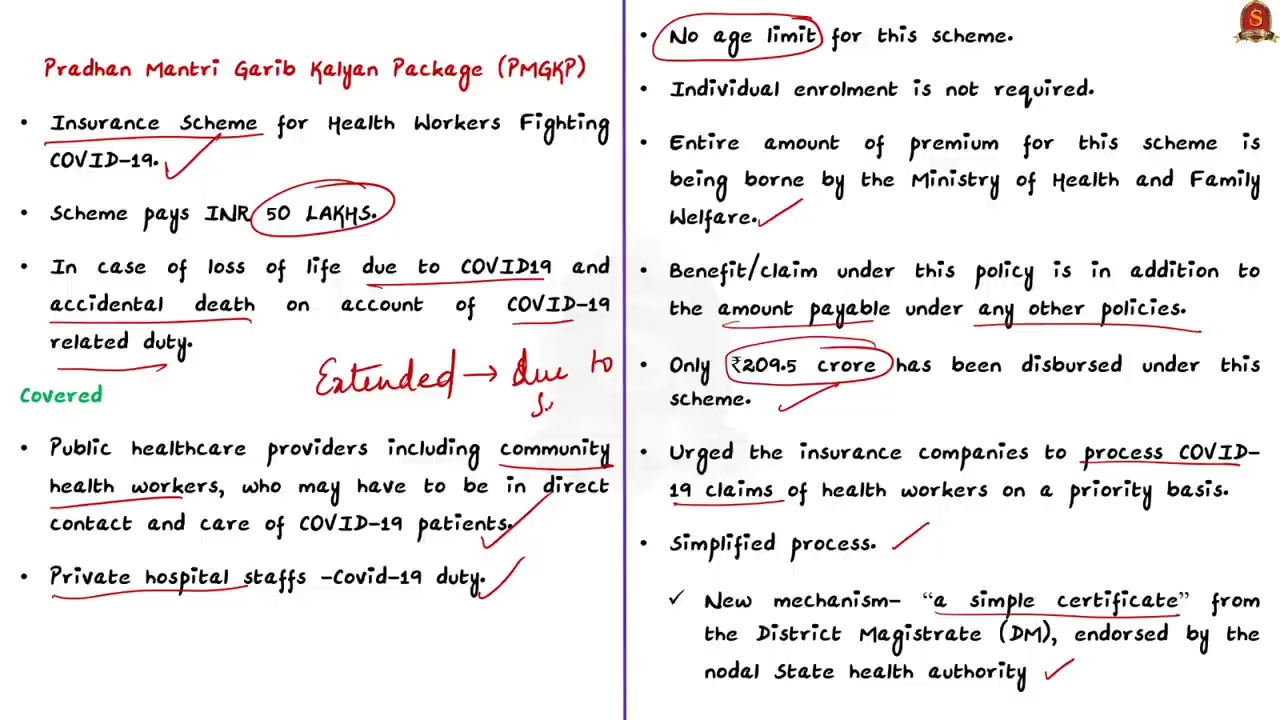 Pradhan Mantri Garib Kalyan Package (PMGKP)
• Insurance Scheme for Health Workers Fighting
COVID-19.
• Scheme pays INR 50 LAKHS.
• In case of loss of life due to COVID19 and
accidental death on account of COVID-19
related duty.
Extended → due to
Covered
• Public healthcare providers including community
health workers, who may have to be in direct
contact and care of COVID-19 patients.
• Private hospital staffs -Covid-19 duty.
• No age limit for this scheme.
• Individual enrolment is not required.
• Entire amount of premium for this scheme is
being borne by the Ministry of Health and Family
Welfare.
• Benefit/claim under this policy is in addition to
the amount payable under any other policies.
• Only ₹209.5 crore has been disbursed under this
scheme.
• Urged the insurance companies to process COVID-
19 claims of health workers on a priority basis.
• Simplified process.
✓ New mechanism- “a simple certificate” from
the District Magistrate (DM), endorsed by the
nodal State health authority